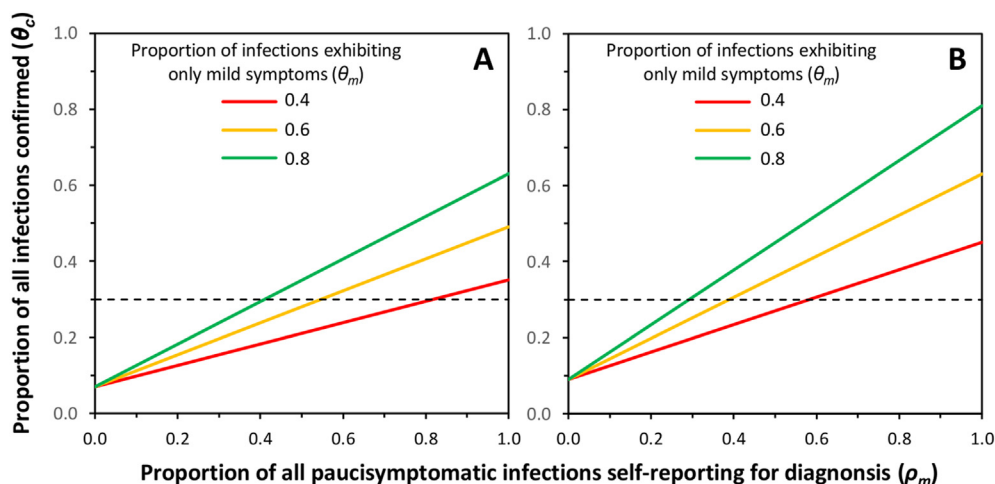 Proportion of all infections confirmed (θc)
1.0
0.8
0.6
0.4
0.2
0.0
Proportion of infections exhibiting
only mild symptoms (θm)
0.4
0.6
0.8
A
0.0 0.2 0.4 0.6 0.8 1.0
1.0
0.8
0.6
0.4
0.2
0.0
Proportion of infections exhibiting
only mild symptoms (θm)
0.4
0.6
0.8
B
0.0 0.2 0.4 0.6 0.8 1.0
Proportion of all paucisymptomatic infections self-reporting for diagnonsis (ρm)